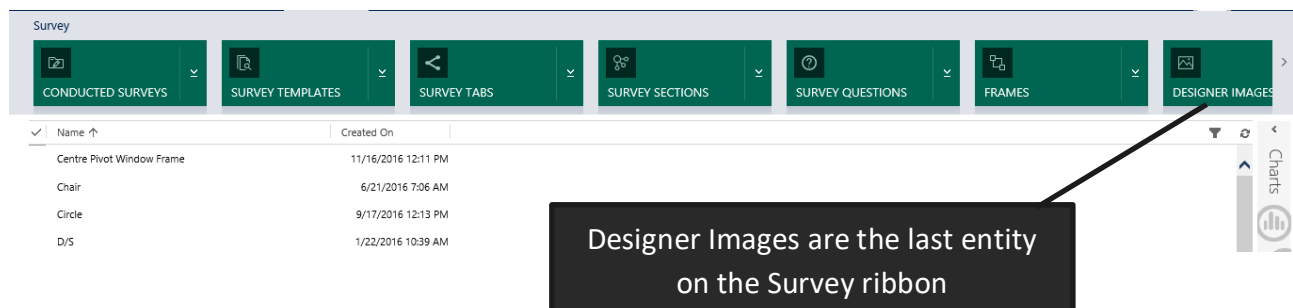 Survey
CONDUCTED SURVEYS
SURVEY TEMPLATES
SURVEY TABS
SURVEY SECTIONS
SURVEY QUESTIONS
FRAMES
DESIGNER IMAGES
Name ↑ Created On
Centre Pivot Window Frame 11/16/2016 12:11 PM
Chair 6/21/2016 7:06 AM
Circle 9/17/2016 12:13 PM
D/S 1/22/2016 10:39 AM
Charts
Designer Images are the last entity
on the Survey ribbon